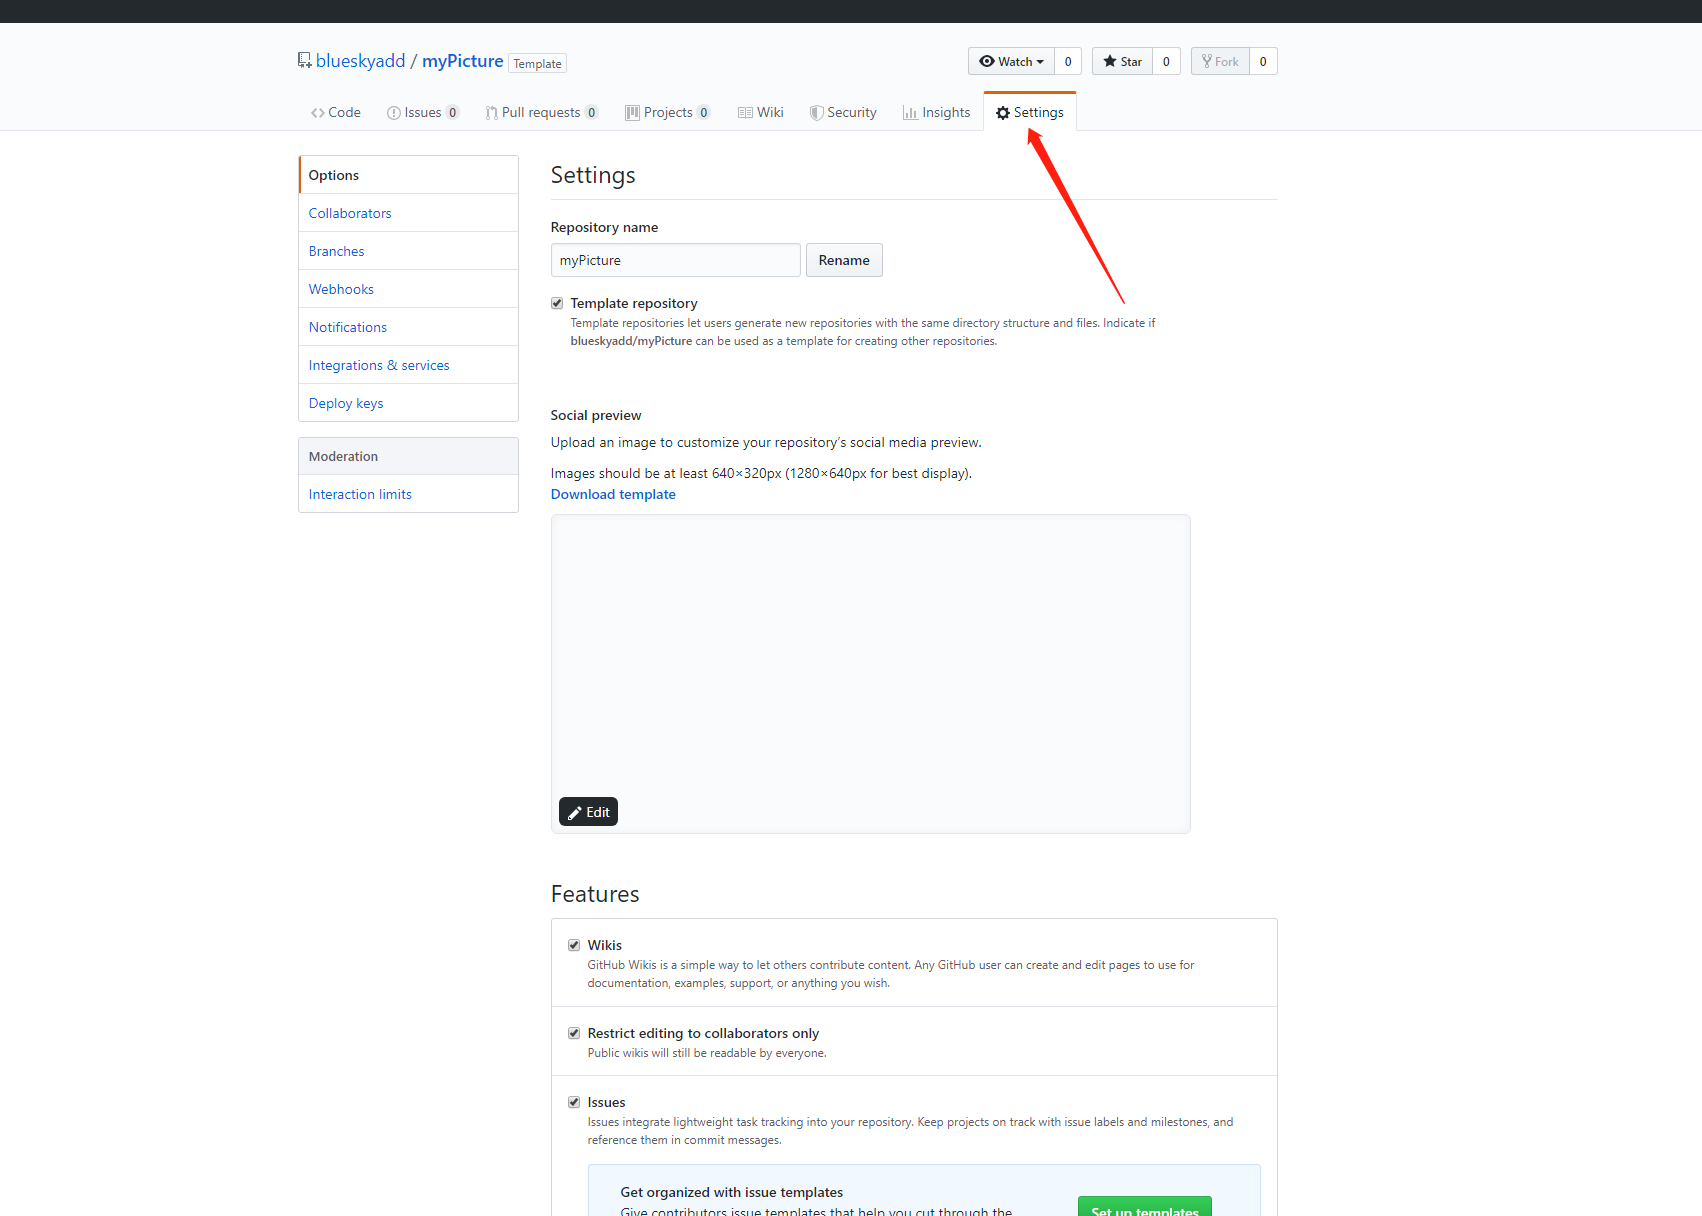 blueskyadd / myPicture Template
Watch 0 Star 0 Fork 0
Code Issues 0 Pull requests 0 Projects 0 Wiki Security Insights Settings
Options
Collaborators
Branches
Webhooks
Notifications
Integrations & services
Deploy keys
Moderation
Interaction limits
Settings
Repository name
myPicture Rename
Template repository
Template repositories let users generate new repositories with the same directory structure and files. Indicate if
blueskyadd/myPicture can be used as a template for creating other repositories.
Social preview
Upload an image to customize your repository’s social media preview.
Images should be at least 640×320px (1280×640px for best display).
Download template
Edit
Features
Wikis
GitHub Wikis is a simple way to let others contribute content. Any GitHub user can create and edit pages to use for
documentation, examples, support, or anything you wish.
Restrict editing to collaborators only
Public wikis will still be readable by everyone.
Issues
Issues integrate lightweight task tracking into your repository. Keep projects on track with issue labels and milestones, and
reference them in commit messages.
Get organized with issue templates
Give contributors issue templates that help you cut through the
Set up templates